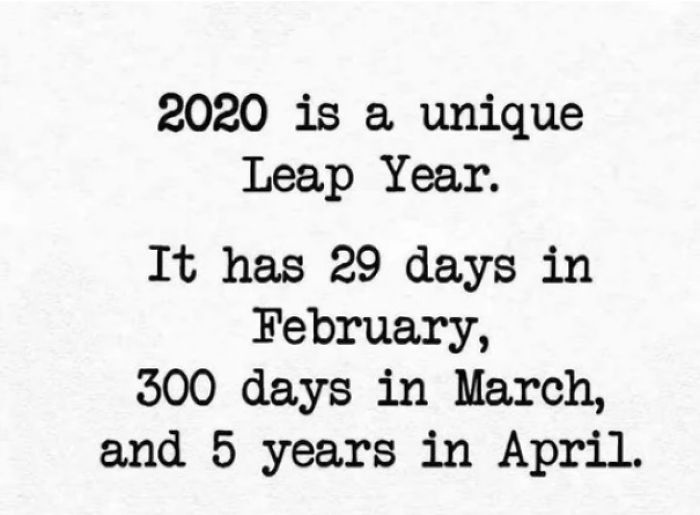 2020 is a unique
Leap Year.
It has 29 days in
February,
300 days in March,
and 5 years in April.